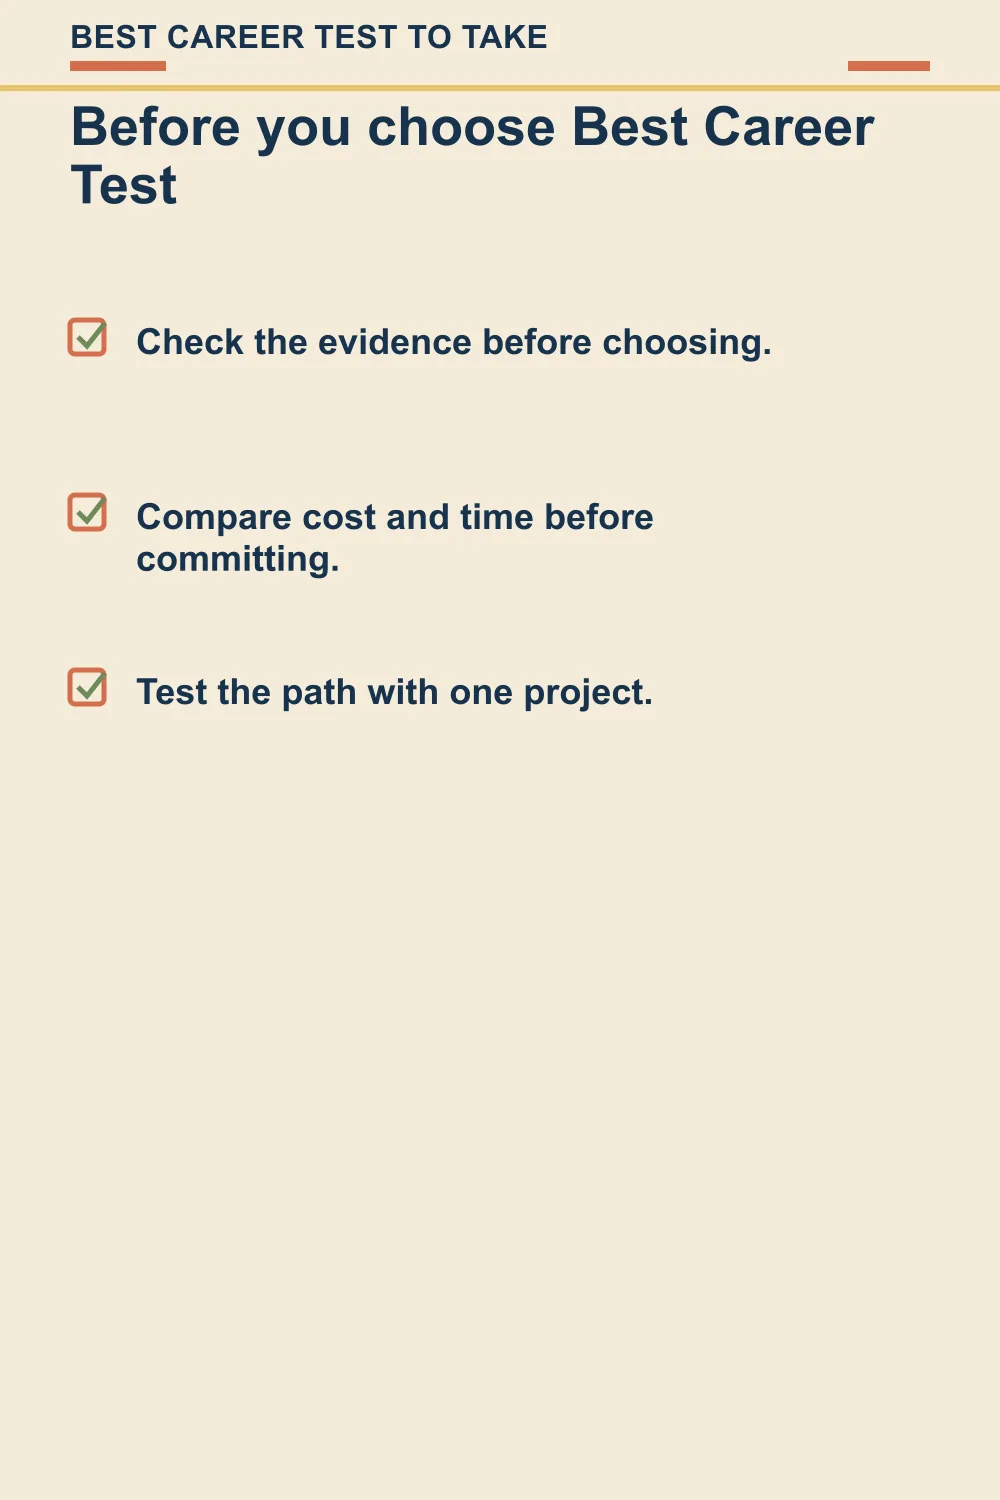 BEST CAREER TEST TO TAKE
Before you choose Best Career
Test
Check the evidence before choosing.
Compare cost and time before
committing.
Test the path with one project.